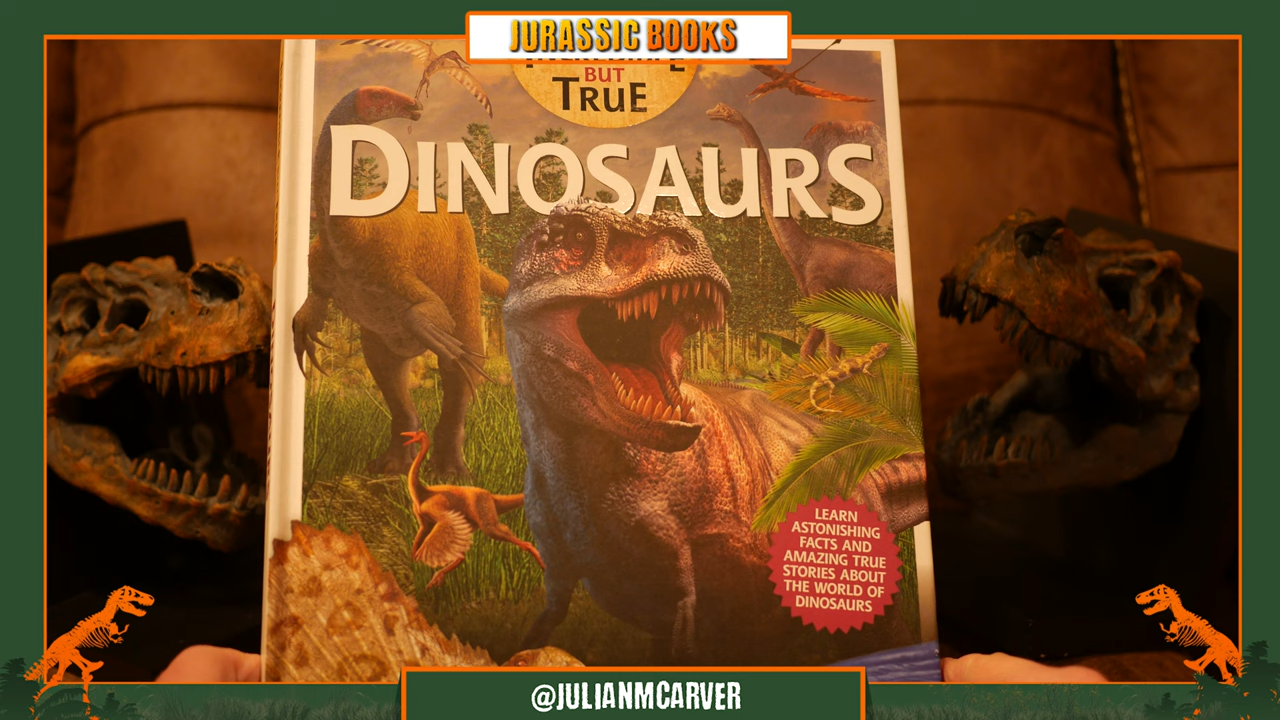 JURASSIC BOOKS
BUT
TRUE
DINOSAURS
LEARN
ASTONISHING
FACTS AND
AMAZING TRUE
STORIES ABOUT
THE WORLD OF
DINOSAURS
@JULIANMCARVER